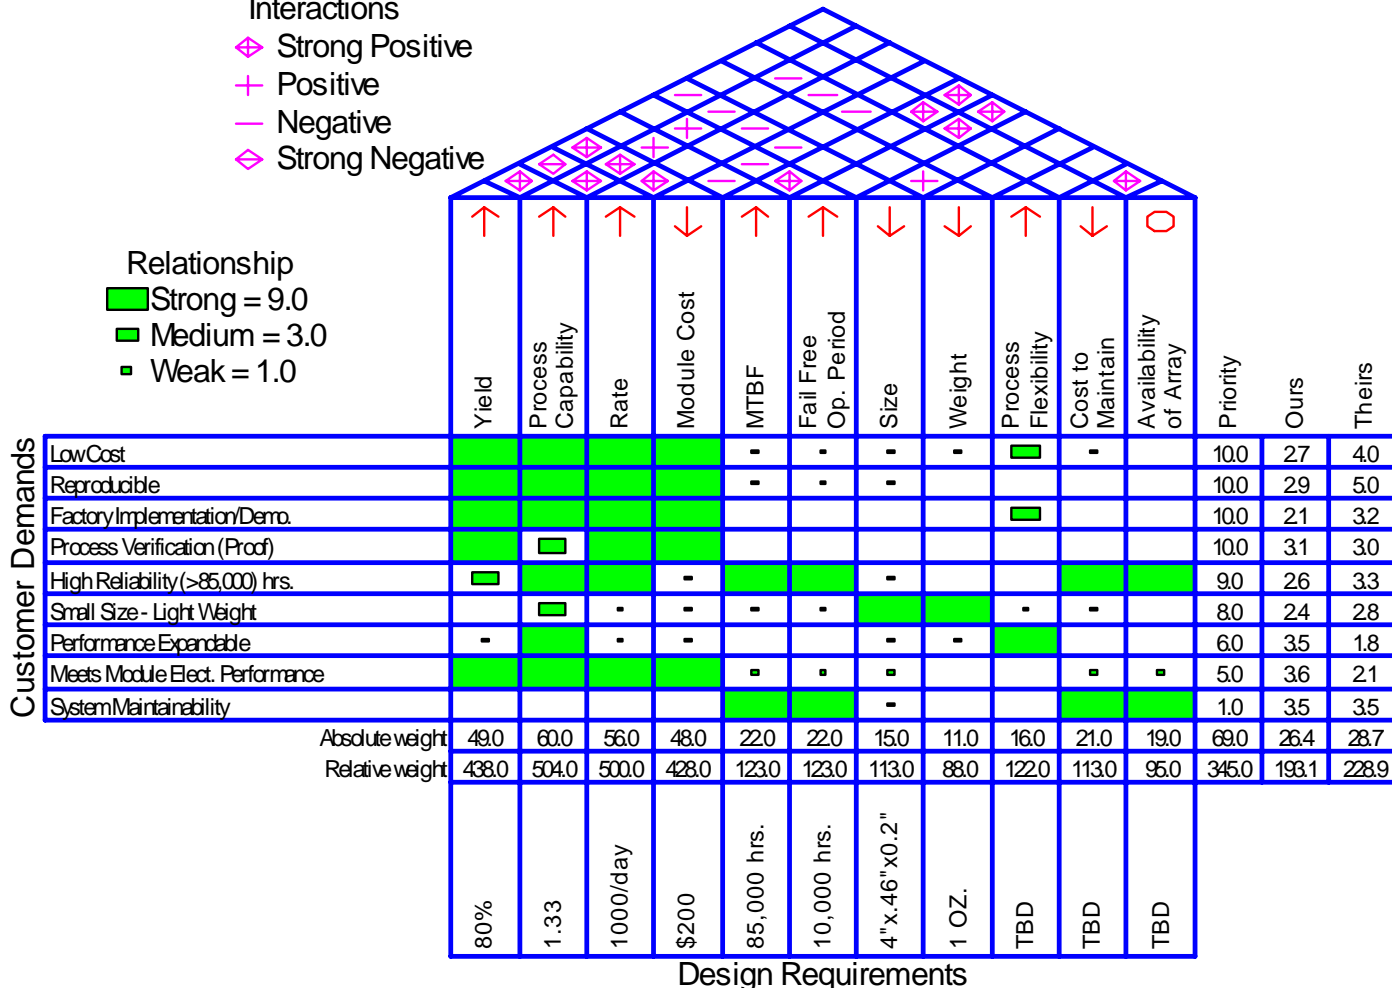 Interactions
Strong Positive
Positive
Negative
Strong Negative
Relationship
Strong = 9.0
Medium = 3.0
Weak = 1.0
Yield
Process
Capability
Rate
Module Cost
MTBF
Fail Free
Op. Period
Size
Weight
Process
Flexibility
Cost to
Maintain
Availability
of Array
Priority
Ours
Theirs
Customer Demands
Low Cost 10.0 2.7 4.0
Reproducible 10.0 2.9 5.0
Factory Implementation/Demo. 10.0 2.1 3.2
Process Verification (Proof) 10.0 3.1 3.0
High Reliability (>85,000) hrs. 9.0 2.6 3.3
Small Size - Light Weight 8.0 2.4 2.8
Performance Expandable 6.0 3.5 1.8
Meets Module Elect. Performance 5.0 3.6 2.1
System Maintainability 1.0 3.5 3.5
Absolute weight 49.0 60.0 56.0 48.0 22.0 22.0 15.0 11.0 16.0 21.0 19.0 69.0 26.4 28.7
Relative weight 438.0 504.0 500.0 428.0 123.0 123.0 113.0 88.0 122.0 113.0 95.0 345.0 193.1 228.9
80%
1.33
1000/day
$200
85,000 hrs.
10,000 hrs.
4"x.46"x0.2"
1 OZ.
TBD
TBD
TBD
Design Requirements